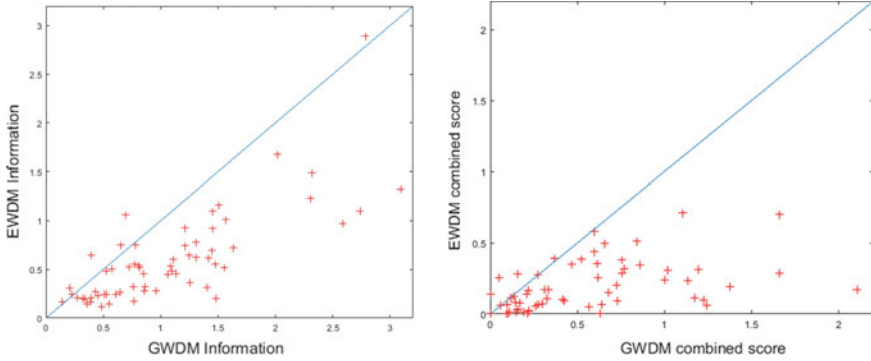 3
2.5
2
1.5
1
0.5
0
0 0.5 1 1.5 2 2.5 3
EWDM Information
GWDM Information
2
1.5
1
0.5
0
0 0.5 1 1.5 2
EWDM combined score
GWDM combined score